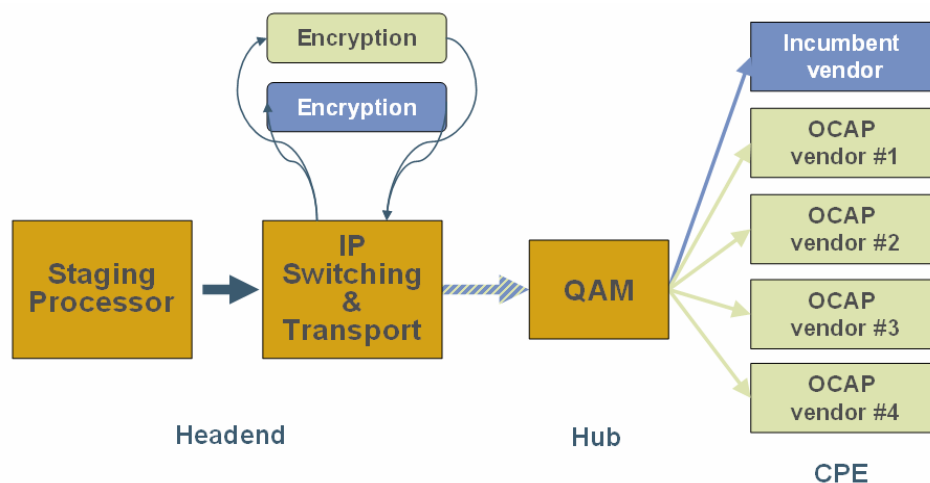 Encryption
Encryption
Staging
Processor
IP
Switching
&
Transport
QAM
Incumbent
vendor
OCAP
vendor #1
OCAP
vendor #2
OCAP
vendor #3
OCAP
vendor #4
Headend
Hub
CPE